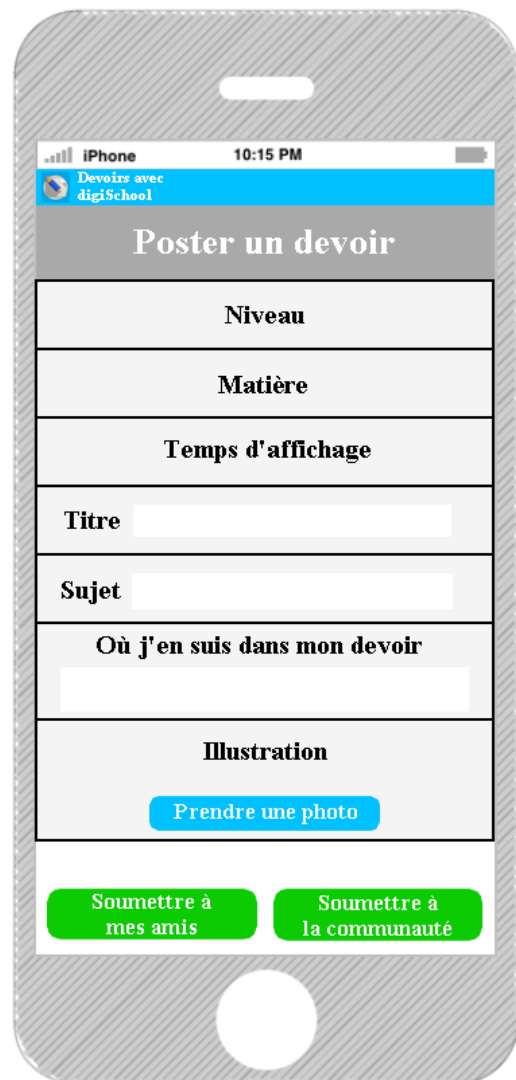 iPhone 10:15 PM
Devoirs avec
digiSchool
Poster un devoir
Niveau
Matière
Temps d'affichage
Titre
Sujet
Où j'en suis dans mon devoir
Illustration
Prendre une photo
Soumettre à
mes amis
Soumettre à
la communauté